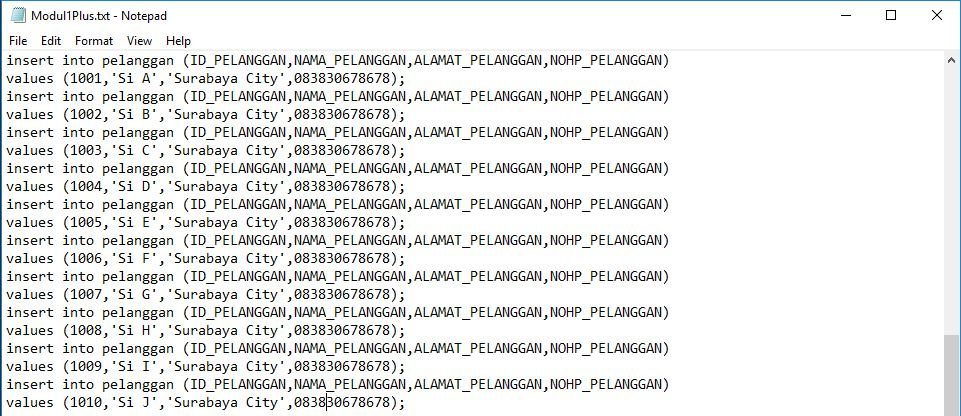 Modul1Plus.txt - Notepad
File Edit Format View Help
insert into pelanggan (ID_PELANGGAN,NAMA_PELANGGAN,ALAMAT_PELANGGAN,NOHP_PELANGGAN)
values (1001,'Si A','Surabaya City',083830678678);
insert into pelanggan (ID_PELANGGAN,NAMA_PELANGGAN,ALAMAT_PELANGGAN,NOHP_PELANGGAN)
values (1002,'Si B','Surabaya City',083830678678);
insert into pelanggan (ID_PELANGGAN,NAMA_PELANGGAN,ALAMAT_PELANGGAN,NOHP_PELANGGAN)
values (1003,'Si C','Surabaya City',083830678678);
insert into pelanggan (ID_PELANGGAN,NAMA_PELANGGAN,ALAMAT_PELANGGAN,NOHP_PELANGGAN)
values (1004,'Si D','Surabaya City',083830678678);
insert into pelanggan (ID_PELANGGAN,NAMA_PELANGGAN,ALAMAT_PELANGGAN,NOHP_PELANGGAN)
values (1005,'Si E','Surabaya City',083830678678);
insert into pelanggan (ID_PELANGGAN,NAMA_PELANGGAN,ALAMAT_PELANGGAN,NOHP_PELANGGAN)
values (1006,'Si F','Surabaya City',083830678678);
insert into pelanggan (ID_PELANGGAN,NAMA_PELANGGAN,ALAMAT_PELANGGAN,NOHP_PELANGGAN)
values (1007,'Si G','Surabaya City',083830678678);
insert into pelanggan (ID_PELANGGAN,NAMA_PELANGGAN,ALAMAT_PELANGGAN,NOHP_PELANGGAN)
values (1008,'Si H','Surabaya City',083830678678);
insert into pelanggan (ID_PELANGGAN,NAMA_PELANGGAN,ALAMAT_PELANGGAN,NOHP_PELANGGAN)
values (1009,'Si I','Surabaya City',083830678678);
insert into pelanggan (ID_PELANGGAN,NAMA_PELANGGAN,ALAMAT_PELANGGAN,NOHP_PELANGGAN)
values (1010,'Si J','Surabaya City',083830678678);